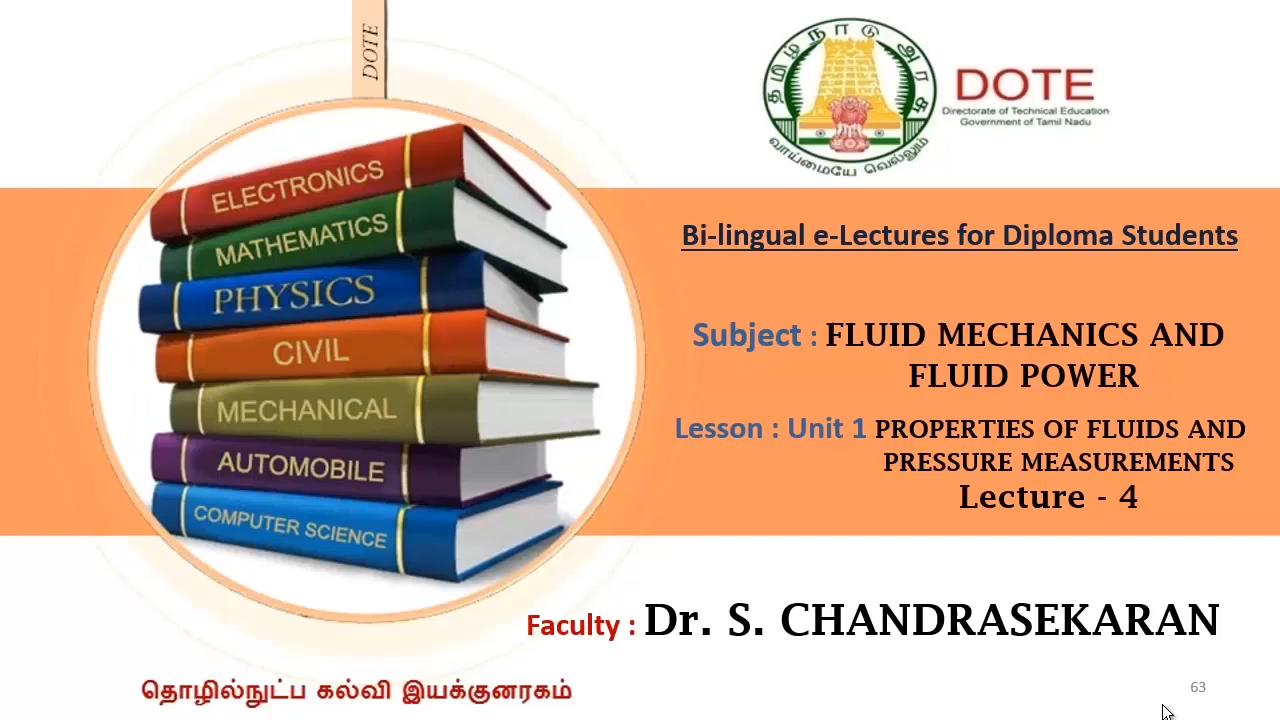 DOTE
தமிழ்நாடு அரசு
வாய்மையே வெல்லும்
DOTE
Directorate of Technical Education
Government of Tamil Nadu
ELECTRONICS
MATHEMATICS
PHYSICS
CIVIL
MECHANICAL
AUTOMOBILE
COMPUTER SCIENCE
Bi-lingual e-Lectures for Diploma Students
Subject : FLUID MECHANICS AND
FLUID POWER
Lesson : Unit 1 PROPERTIES OF FLUIDS AND
PRESSURE MEASUREMENTS
Lecture - 4
Faculty : Dr. S. CHANDRASEKARAN
தொழில்நுட்ப கல்வி இயக்குனரகம்
63